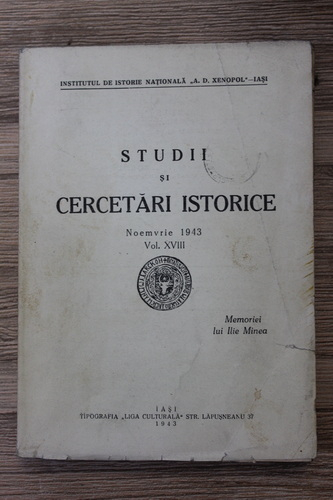 INSTITUTUL DE ISTORIE NAȚIONALĂ „A. D. XENOPOL"—IAȘI
STUDII
ȘI
CERCETĂRI ISTORICE
Noemvrie 1943
Vol. XVIII
Memoriei
lui Ilie Minea
IAȘI
TIPOGRAFIA „LIGA CULTURALĂ" STR. LĂPUȘNEANU 37
1943